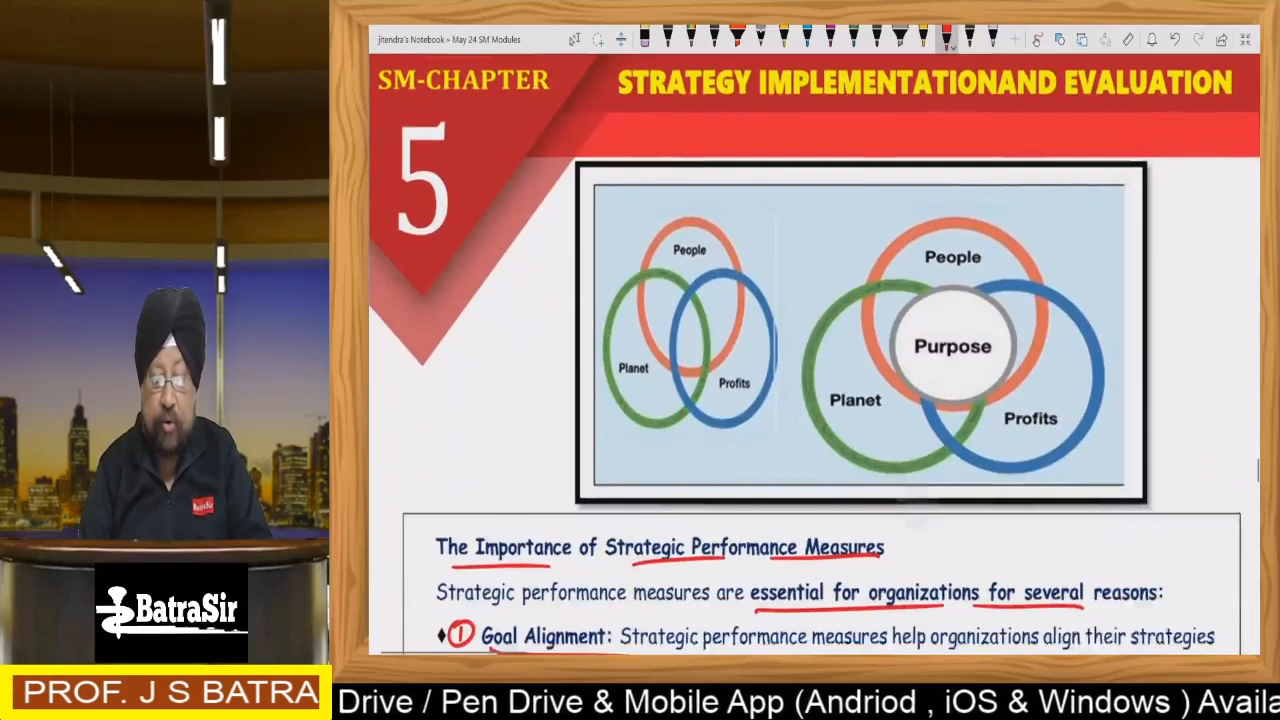 jitendra's Notebook » May 24 SM Modules
SM-CHAPTER
5
STRATEGY IMPLEMENTATIONAND EVALUATION
People
Planet
Profits
People
Purpose
Planet
Profits
The Importance of Strategic Performance Measures
Strategic performance measures are essential for organizations for several reasons:
♦ 1 Goal Alignment: Strategic performance measures help organizations align their strategies
BatraSir
PROF. J S BATRA
Drive / Pen Drive & Mobile App (Andriod , iOS & Windows ) Availa